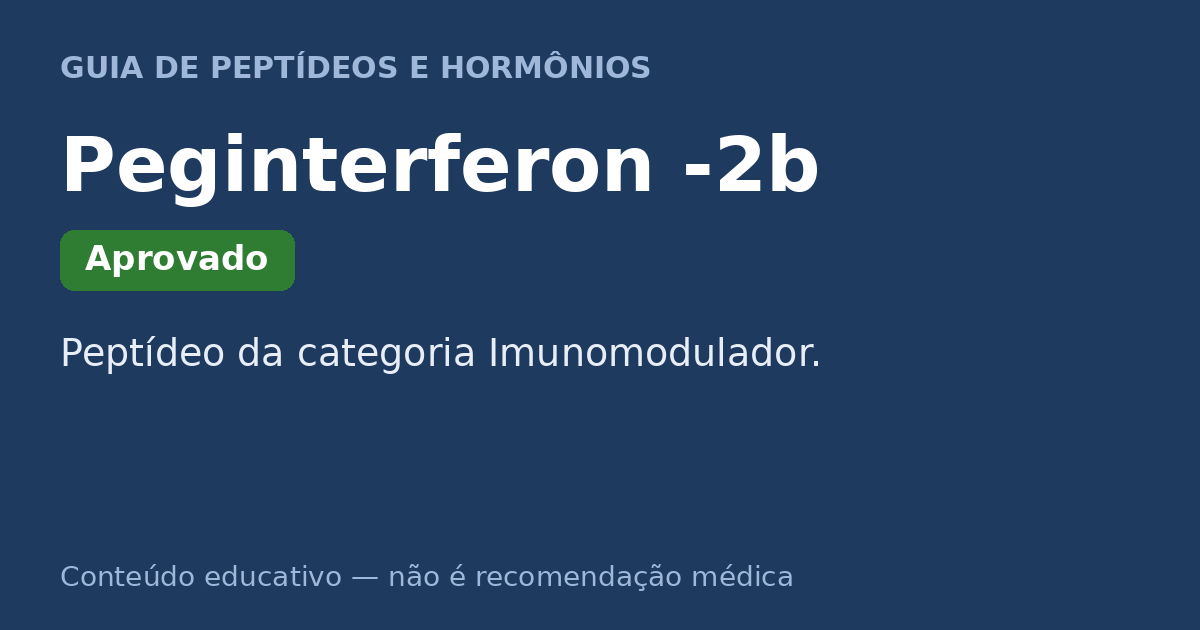 GUIA DE PEPTÍDEOS E HORMÔNIOS
Peginterferon -2b
Aprovado
Peptídeo da categoria Imunomodulador.
Conteúdo educativo — não é recomendação médica